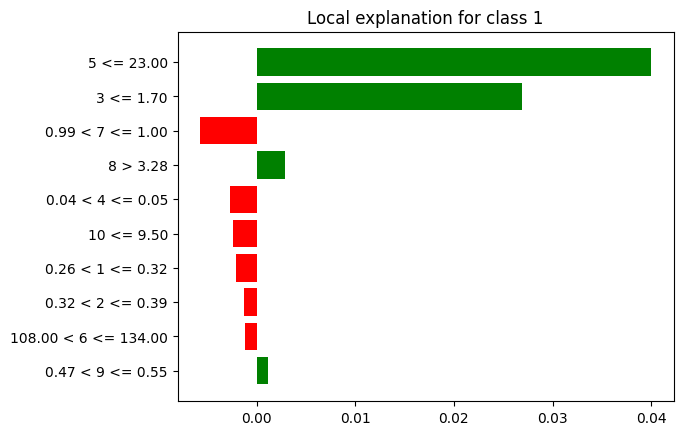 Local explanation for class 1
5 <= 23.00
3 <= 1.70
0.99 < 7 <= 1.00
8 > 3.28
0.04 < 4 <= 0.05
10 <= 9.50
0.26 < 1 <= 0.32
0.32 < 2 <= 0.39
108.00 < 6 <= 134.00
0.47 < 9 <= 0.55
0.00 0.01 0.02 0.03 0.04